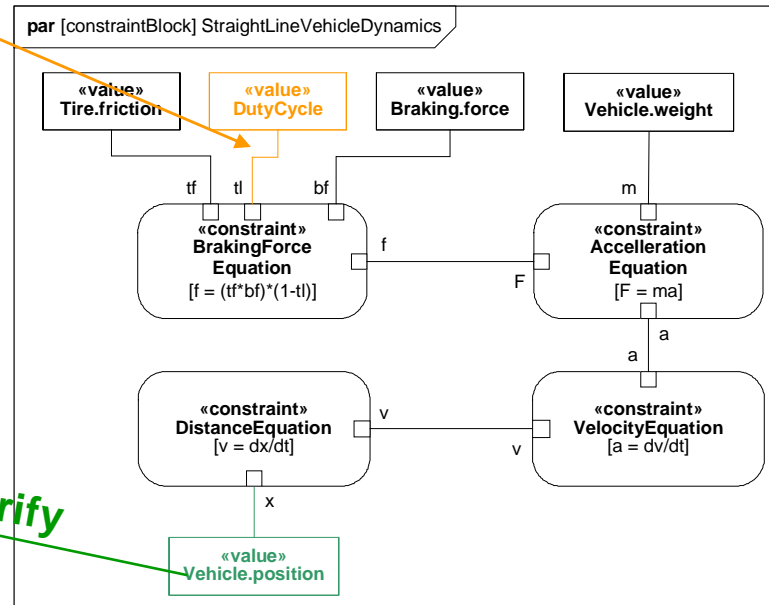 par [constraintBlock] StraightLineVehicleDynamics
«value»
Tire.friction
«value»
DutyCycle
«value»
Braking.force
«value»
Vehicle.weight
tf
tl
bf
m
«constraint»
BrakingForce
Equation
[f = (tf*bf)*(1-tl)]
f
F
«constraint»
Accelleration
Equation
[F = ma]
a
a
«constraint»
DistanceEquation
[v = dx/dt]
v
v
«constraint»
VelocityEquation
[a = dv/dt]
x
rify
«value»
Vehicle.position